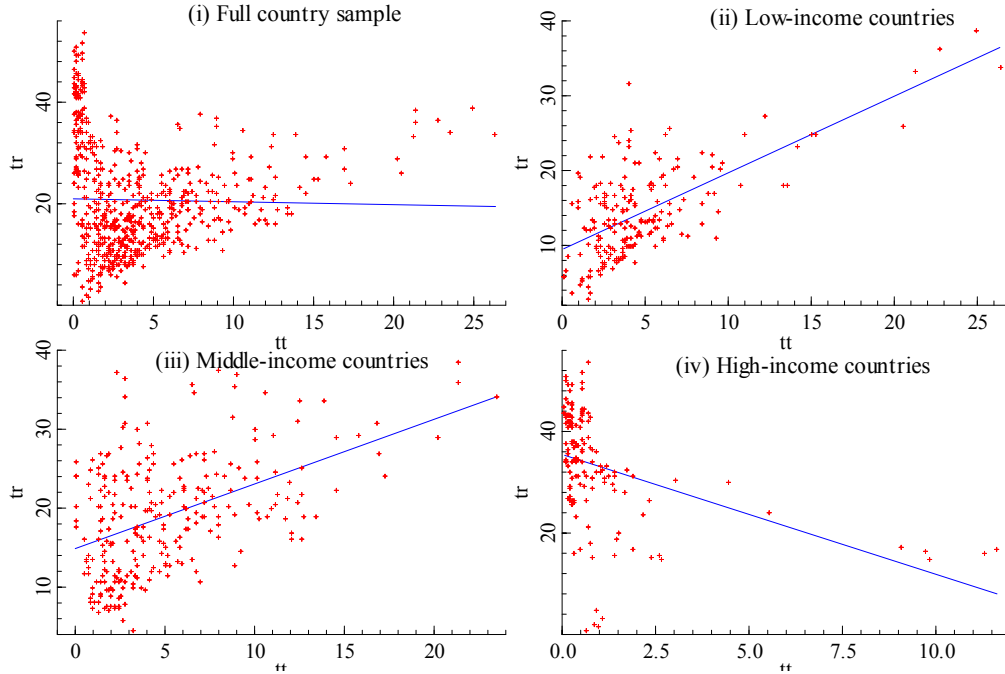 (i) Full country sample
tr
40
20
0 5 10 15 20 25
tt
(ii) Low-income countries
tr
40
30
20
10
0 5 10 15 20 25
tt
(iii) Middle-income countries
tr
40
30
20
10
0 5 10 15 20
tt
(iv) High-income countries
tr
40
20
0.0 2.5 5.0 7.5 10.0
tt